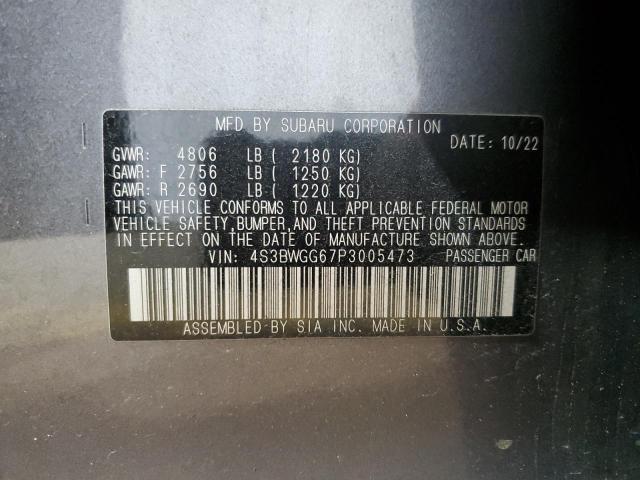 MFD BY SUBARU CORPORATION
DATE: 10/22
GVWR: 4806 LB ( 2180 KG)
GAWR: F 2756 LB ( 1250 KG)
GAWR: R 2690 LB ( 1220 KG)
THIS VEHICLE CONFORMS TO ALL APPLICABLE FEDERAL MOTOR
VEHICLE SAFETY, BUMPER, AND THEFT PREVENTION STANDARDS
IN EFFECT ON THE DATE OF MANUFACTURE SHOWN ABOVE.
VIN: 4S3BWGG67P3005473 PASSENGER CAR
ASSEMBLED BY SIA INC. MADE IN U.S.A.